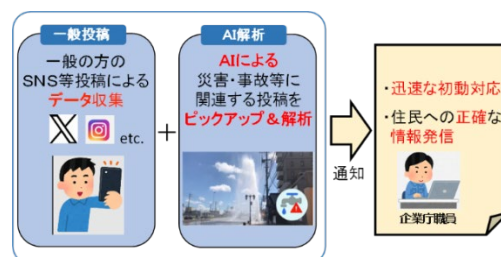 一般投稿
一般の方の
SNS等投稿による
データ収集
etc.
+
AI解析
AIによる
災害・事故等に
関連する投稿を
ピックアップ&解析
通知
・迅速な初動対応
・住民への正確な
情報発信
企業庁職員